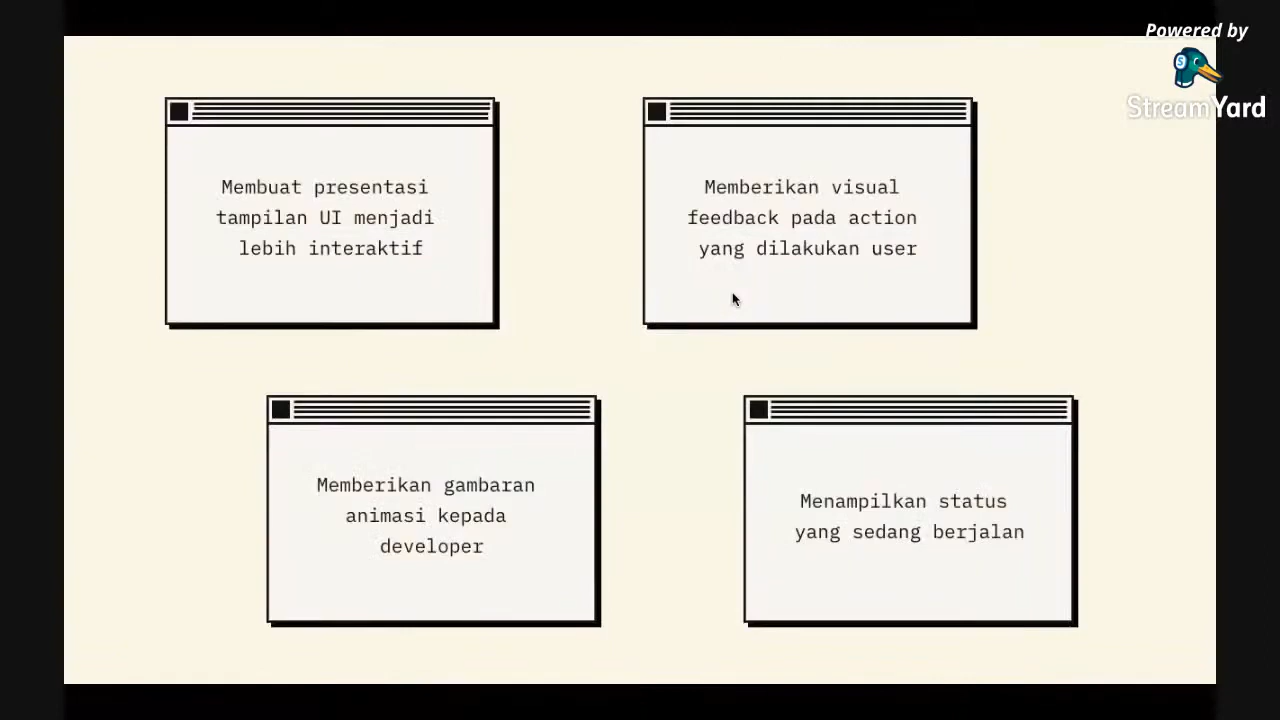 Powered by
StreamYard
Membuat presentasi
tampilan UI menjadi
lebih interaktif
Memberikan visual
feedback pada action
yang dilakukan user
Memberikan gambaran
animasi kepada
developer
Menampilkan status
yang sedang berjalan